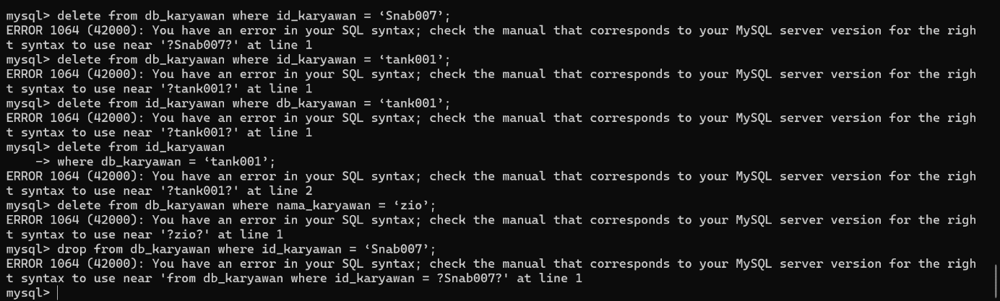 mysql> delete from db_karyawan where id_karyawan = ‘Snab007’;
ERROR 1064 (42000): You have an error in your SQL syntax; check the manual that corresponds to your MySQL server version for the righ
t syntax to use near '?Snab007?' at line 1
mysql> delete from db_karyawan where id_karyawan = ‘tank001’;
ERROR 1064 (42000): You have an error in your SQL syntax; check the manual that corresponds to your MySQL server version for the righ
t syntax to use near '?tank001?' at line 1
mysql> delete from id_karyawan where db_karyawan = ‘tank001’;
ERROR 1064 (42000): You have an error in your SQL syntax; check the manual that corresponds to your MySQL server version for the righ
t syntax to use near '?tank001?' at line 1
mysql> delete from id_karyawan
    -> where db_karyawan = ‘tank001’;
ERROR 1064 (42000): You have an error in your SQL syntax; check the manual that corresponds to your MySQL server version for the righ
t syntax to use near '?tank001?' at line 2
mysql> delete from db_karyawan where nama_karyawan = ‘zio’;
ERROR 1064 (42000): You have an error in your SQL syntax; check the manual that corresponds to your MySQL server version for the righ
t syntax to use near '?zio?' at line 1
mysql> drop from db_karyawan where id_karyawan = ‘Snab007’;
ERROR 1064 (42000): You have an error in your SQL syntax; check the manual that corresponds to your MySQL server version for the righ
t syntax to use near 'from db_karyawan where id_karyawan = ?Snab007?' at line 1
mysql>